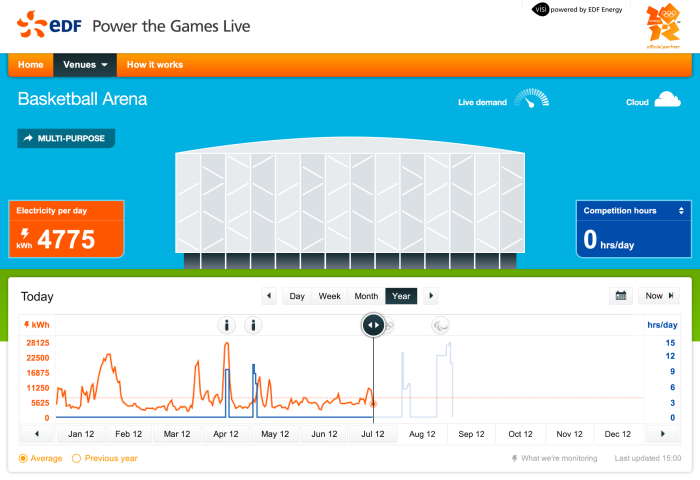 visi powered by EDF Energy
EDF Power the Games Live
official partner
Home Venues How it works
Basketball Arena
Live demand
Cloud
MULTI-PURPOSE
Electricity per day
kWh 4775
Competition hours
0 hrs/day
Today
Day Week Month Year
Now
kWh hrs/day
28125 15
22500 12
16875 9
11250 6
5625 3
0 0
Jan 12 Feb 12 Mar 12 Apr 12 May 12 Jun 12 Jul 12 Aug 12 Sep 12 Oct 12 Nov 12 Dec 12
Average Previous year
What we're monitoring Last updated 15:00